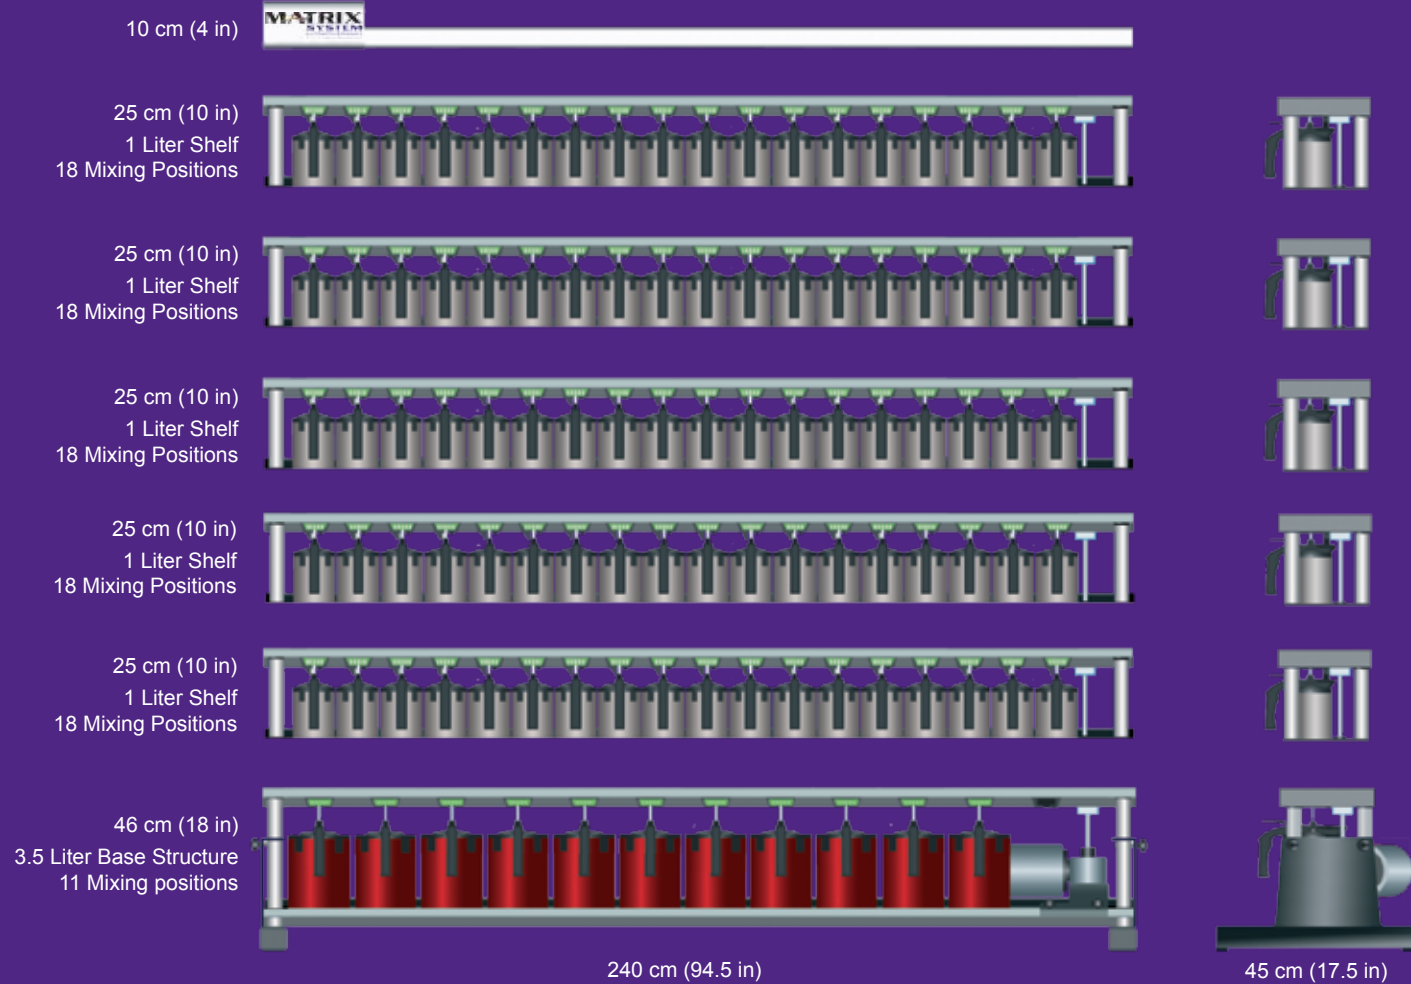 10 cm (4 in)
MATRIX
SYSTEM
25 cm (10 in)
1 Liter Shelf
18 Mixing Positions
25 cm (10 in)
1 Liter Shelf
18 Mixing Positions
25 cm (10 in)
1 Liter Shelf
18 Mixing Positions
25 cm (10 in)
1 Liter Shelf
18 Mixing Positions
25 cm (10 in)
1 Liter Shelf
18 Mixing Positions
46 cm (18 in)
3.5 Liter Base Structure
11 Mixing positions
240 cm (94.5 in)
45 cm (17.5 in)